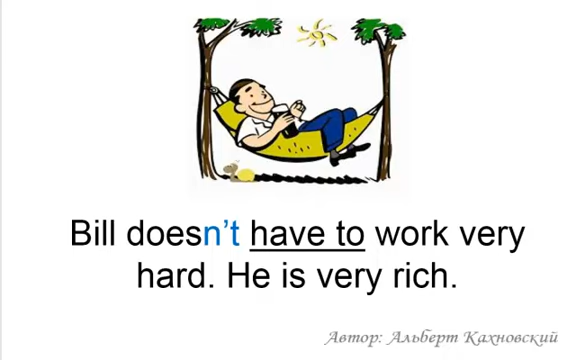 Bill doesn't have to work very
hard. He is very rich.
Автор: Альберт Кахновский